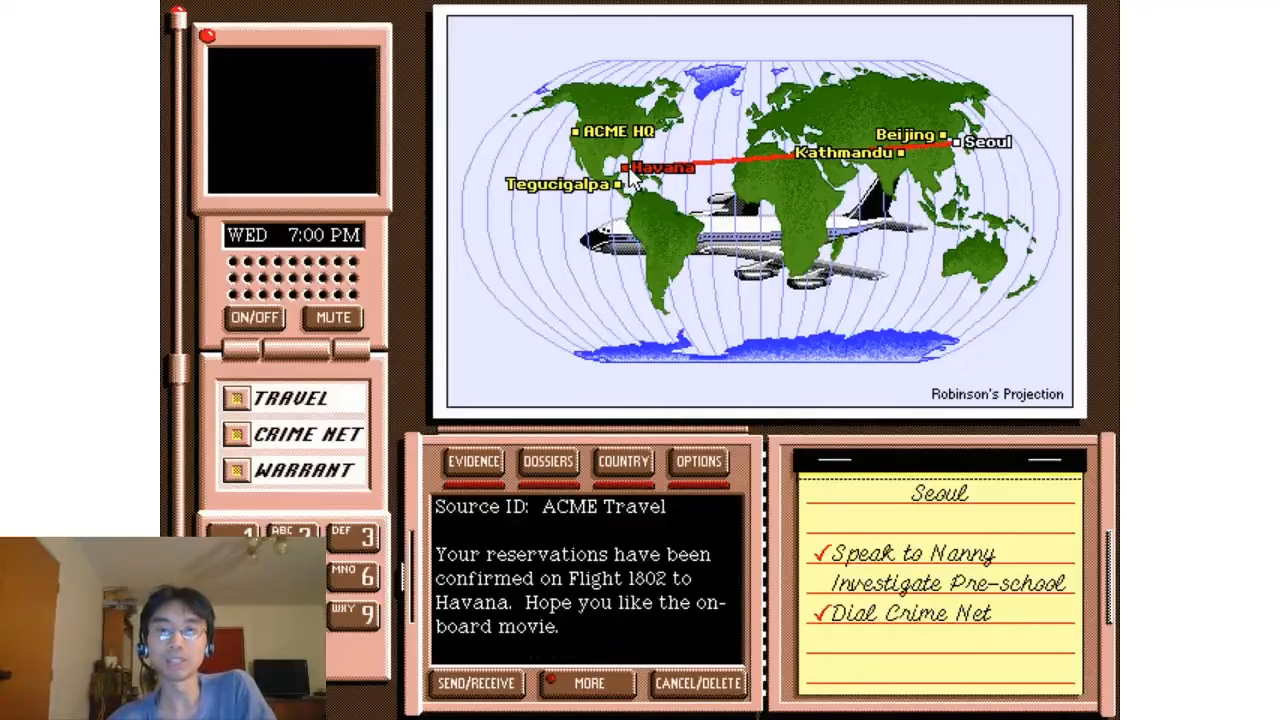 ACME HQ
Beijing
Seoul
Kathmandu
Havana
Tegucigalpa
Robinson's Projection
WED 7:00 PM
ON/OFF
MUTE
TRAVEL
CRIME NET
WARRANT
ABC
DEF 3
MNO 6
WXY 9
EVIDENCE
DOSSIERS
COUNTRY
OPTIONS
Source ID: ACME Travel
Your reservations have been
confirmed on Flight 1802 to
Havana. Hope you like the on-
board movie.
SEND/RECEIVE
MORE
CANCEL/DELETE
Seoul
✓Speak to Nanny
Investigate Pre-school
✓Dial Crime Net